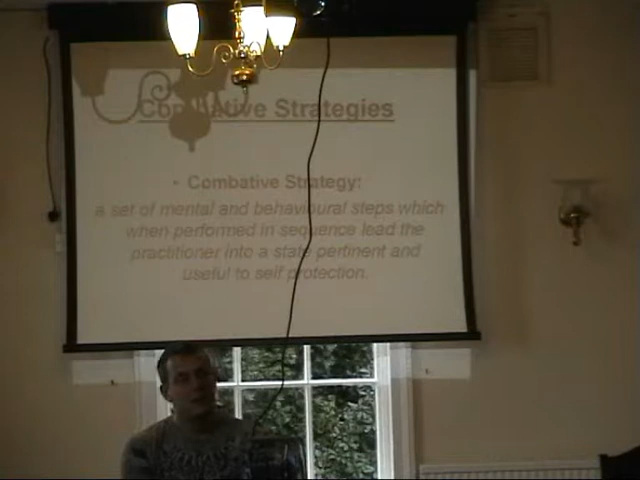 Combative Strategies
• Combative Strategy:
a set of mental and behavioural steps which
when performed in sequence lead the
practitioner into a state pertinent and
useful to self protection.